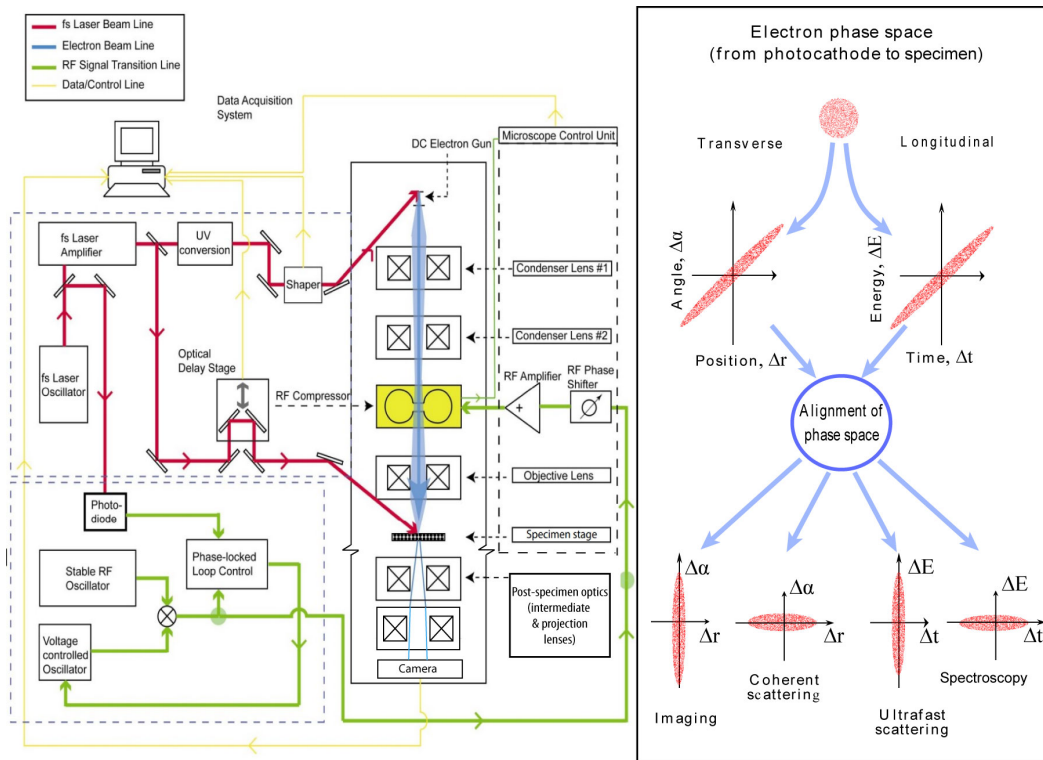 fs Laser Beam Line
Electron Beam Line
RF Signal Transition Line
Data/Control Line
Data Acquisition
System
Microscope Control Unit
DC Electron Gun
fs Laser
Amplifier
UV
conversion
Shaper
Condenser Lens #1
Condenser Lens #2
fs Laser
Oscillator
Optical
Delay Stage
RF Compressor
RF Amplifier
RF Phase
Shifter
+
Objective Lens
Photo-
diode
Specimen stage
Stable RF
Oscillator
Phase-locked
Loop Control
Voltage
controlled
Oscillator
Post-specimen optics
(intermediate
& projection
lenses)
Camera
Electron phase space
(from photocathode to specimen)
Transverse
Longitudinal
Angle, Δα
Position, Δr
Energy, ΔE
Time, Δt
Alignment of
phase space
Δα
Δr
Imaging
Δα
Δr
Coherent
scattering
ΔE
Δt
Ultrafast
scattering
ΔE
Δt
Spectroscopy